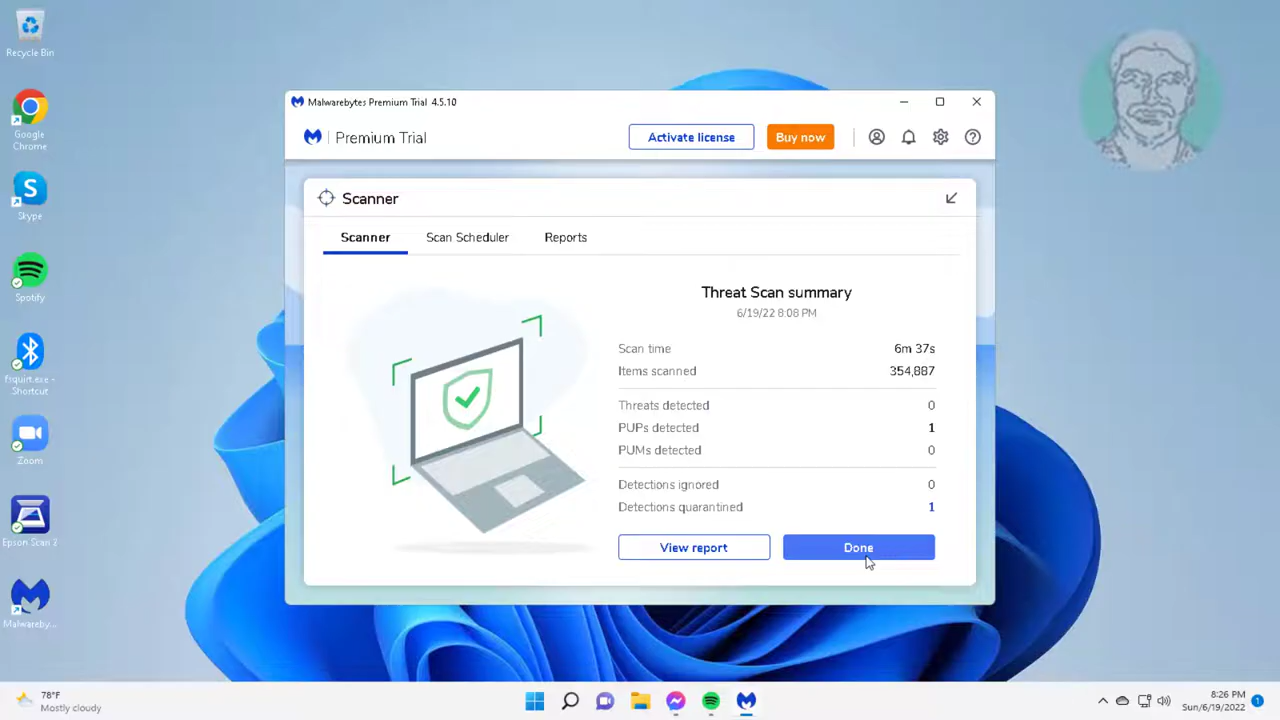 Recycle Bin
Google
Chrome
Skype
Spotify
fsquirt.exe -
Shortcut
Zoom
Epson Scan 2
Malwareby...
Malwarebytes Premium Trial 4.5.10
Premium Trial
Activate license
Buy now
Scanner
Scanner
Scan Scheduler
Reports
Threat Scan summary
6/19/22 8:08 PM
Scan time 6m 37s
Items scanned 354,887
Threats detected 0
PUPs detected 1
PUMs detected 0
Detections ignored 0
Detections quarantined 1
View report
Done
78°F
Mostly cloudy
8:26 PM
Sun/6/19/2022
1